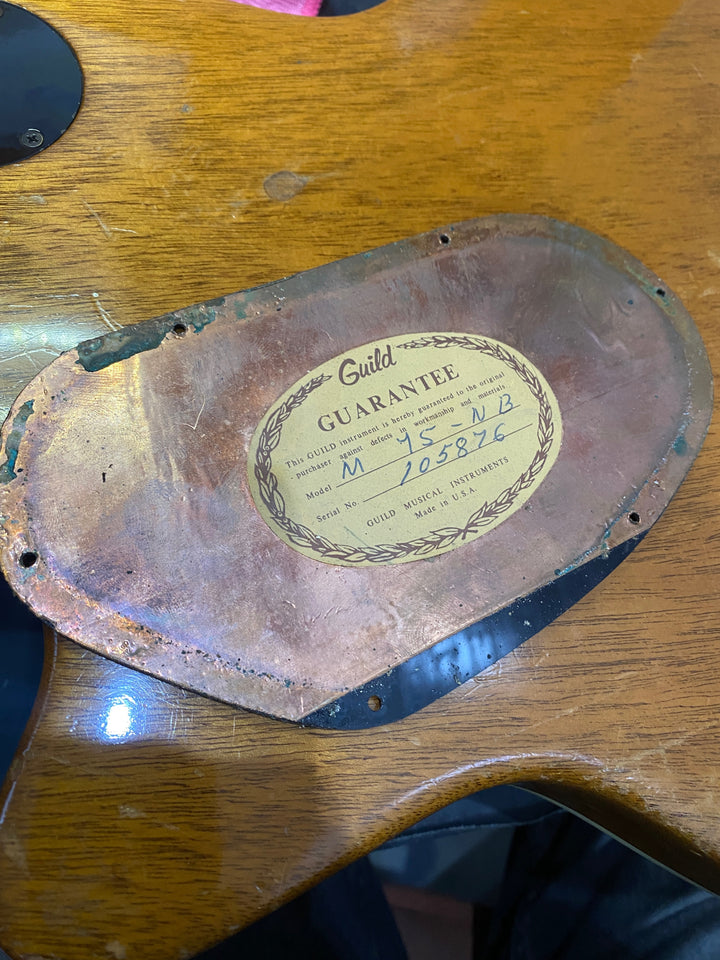 Guild
GUARANTEE
This GUILD instrument is hereby guaranteed to the original
purchaser against defects in workmanship and materials.
Model M 75-NB
Serial No. 105876
GUILD MUSICAL INSTRUMENTS
Made in U.S.A.